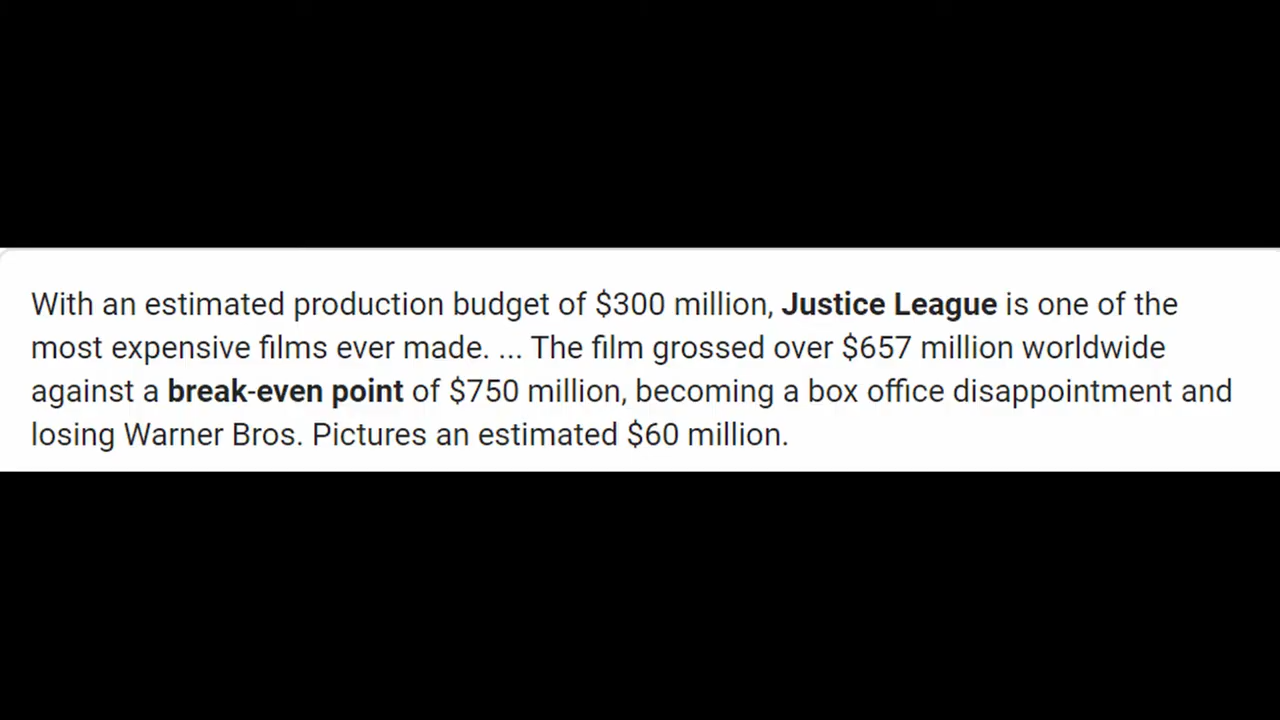 With an estimated production budget of $300 million, Justice League is one of the
most expensive films ever made. ... The film grossed over $657 million worldwide
against a break-even point of $750 million, becoming a box office disappointment and
losing Warner Bros. Pictures an estimated $60 million.